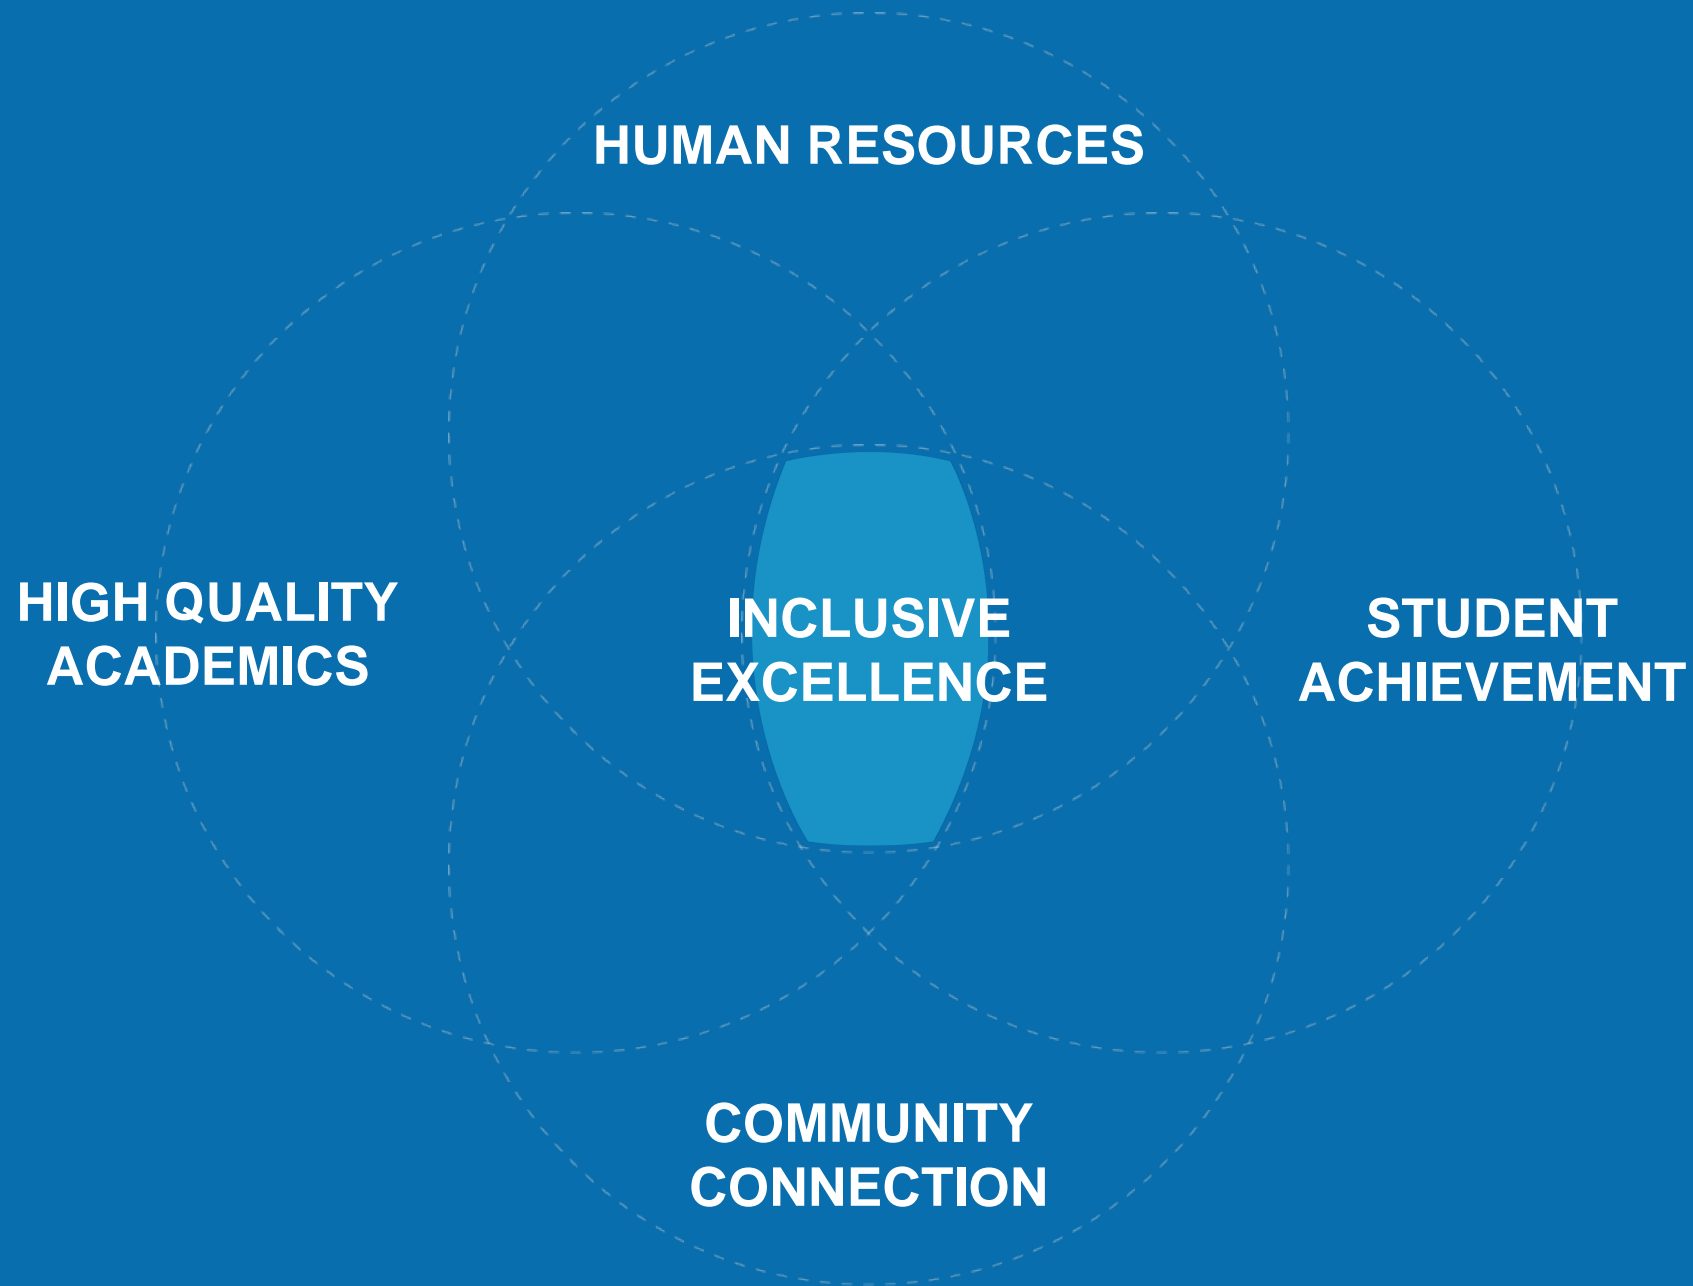 HUMAN RESOURCES
HIGH QUALITY
ACADEMICS
INCLUSIVE
EXCELLENCE
STUDENT
ACHIEVEMENT
COMMUNITY
CONNECTION